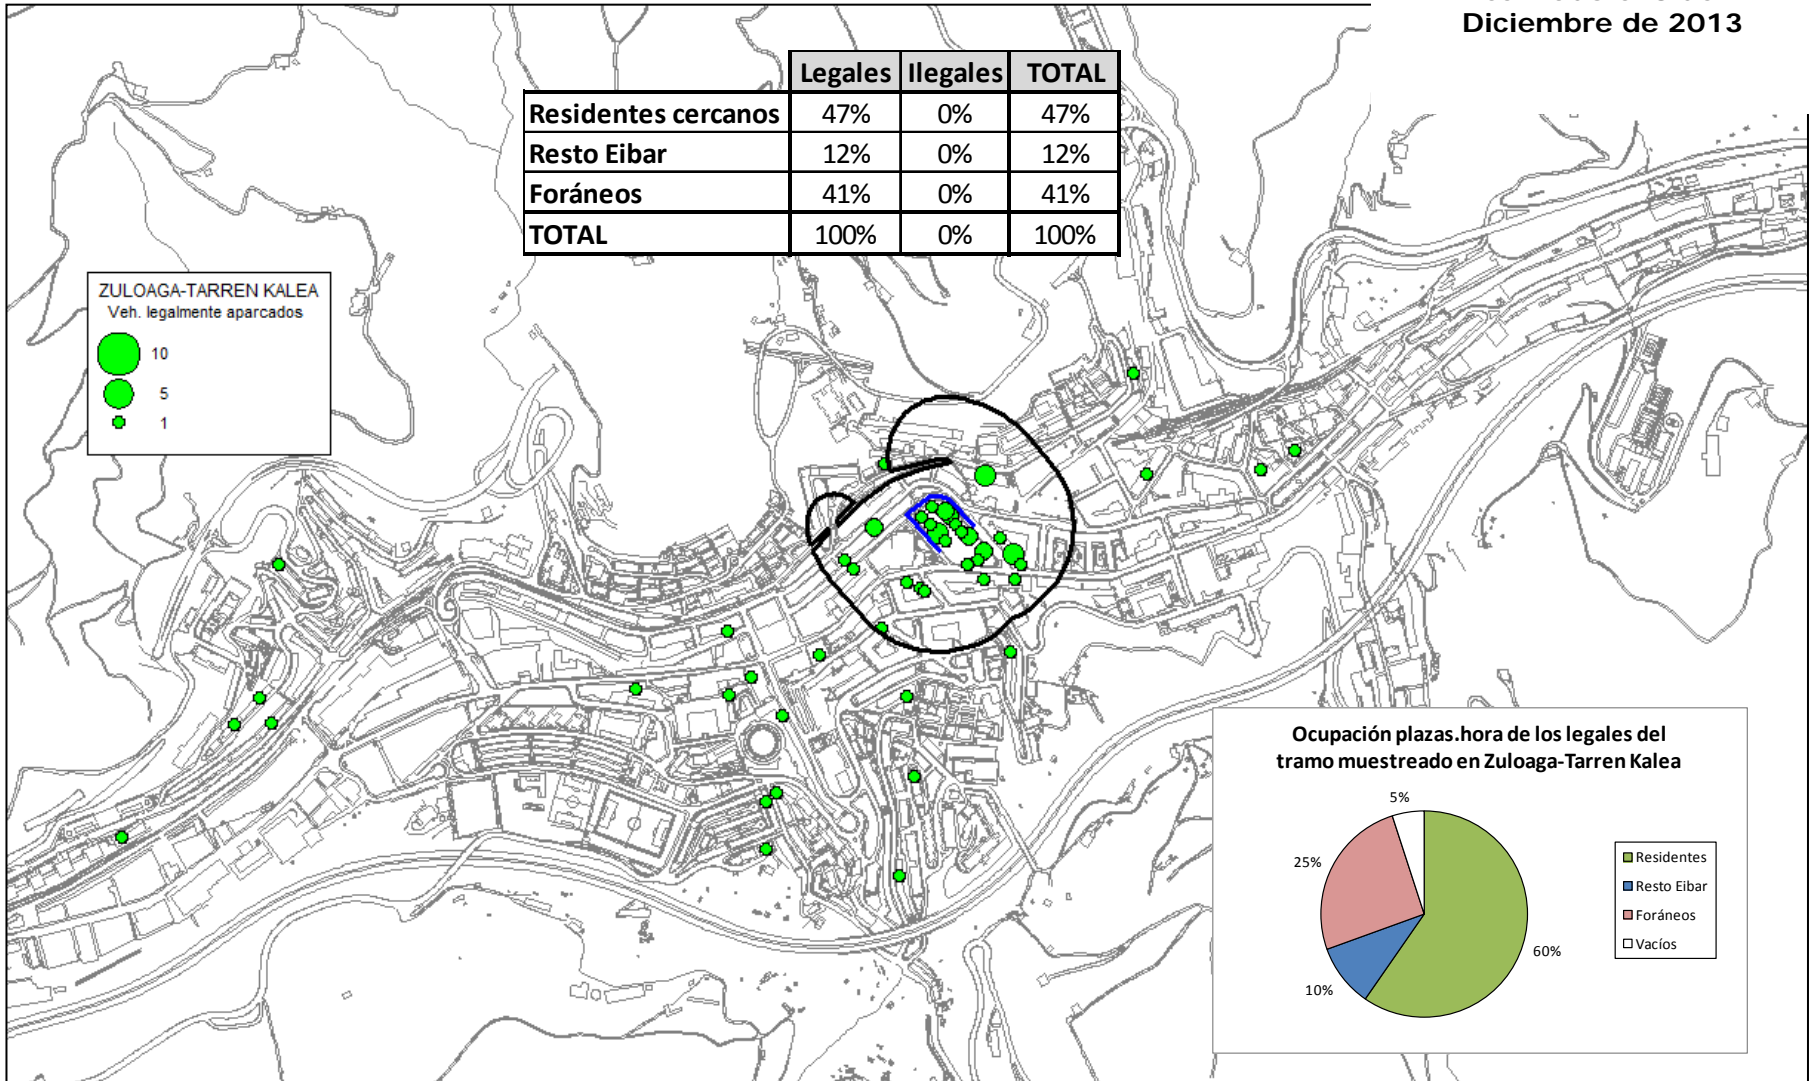 Diciembre de 2013
Legales Ilegales TOTAL
Residentes cercanos 47% 0% 47%
Resto Eibar 12% 0% 12%
Foráneos 41% 0% 41%
TOTAL 100% 0% 100%
ZULOAGA-TARREN KALEA
Veh. legalmente aparcados
10
5
1
Ocupación plazas.hora de los legales del
tramo muestreado en Zuloaga-Tarren Kalea
5%
25%
60%
10%
Residentes
Resto Eibar
Foráneos
Vacíos